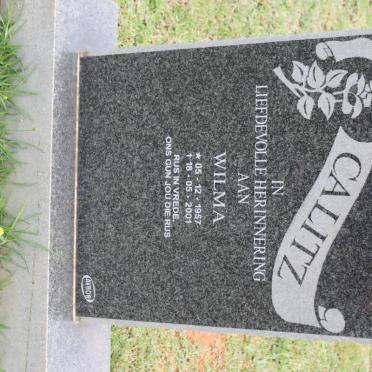 CALITZ
IN
LIEFDEVOLLE HERINNERING
AAN
WILMA
★ 05 - 12 - 1957
† 18 - 05 - 2001
RUS IN VREDE
ONS GUN JOU DIE RUS